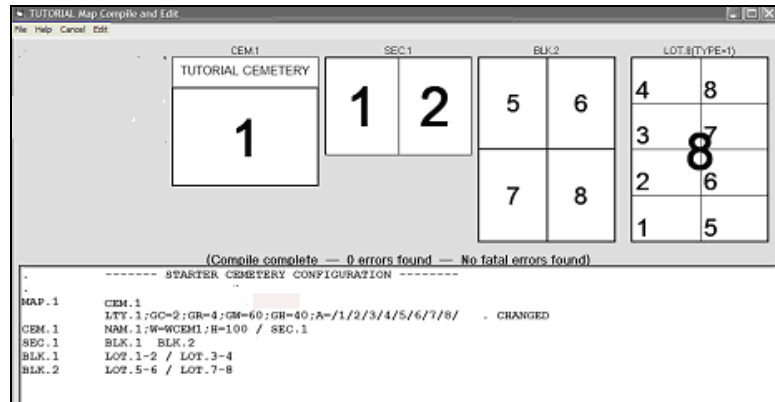 TUTORIAL Map Compile and Edit
File Help Cancel Edit
CEM.1 SEC.1 BLK.2 LOT.8(TYPE=1)
TUTORIAL CEMETERY
1
1 2
5 6
7 8
4 8
3 7
8
2 6
1 5
(Compile complete — 0 errors found — No fatal errors found)
. ------- STARTER CEMETERY CONFIGURATION --------
.
MAP.1 CEM.1
LTY.1;GC=2;GR=4;GW=60;GH=40;A=/1/2/3/4/5/6/7/8/ . CHANGED
CEM.1 NAM.1;W=WCEM1;H=100 / SEC.1
SEC.1 BLK.1 BLK.2
BLK.1 LOT.1-2 / LOT.3-4
BLK.2 LOT.5-6 / LOT.7-8